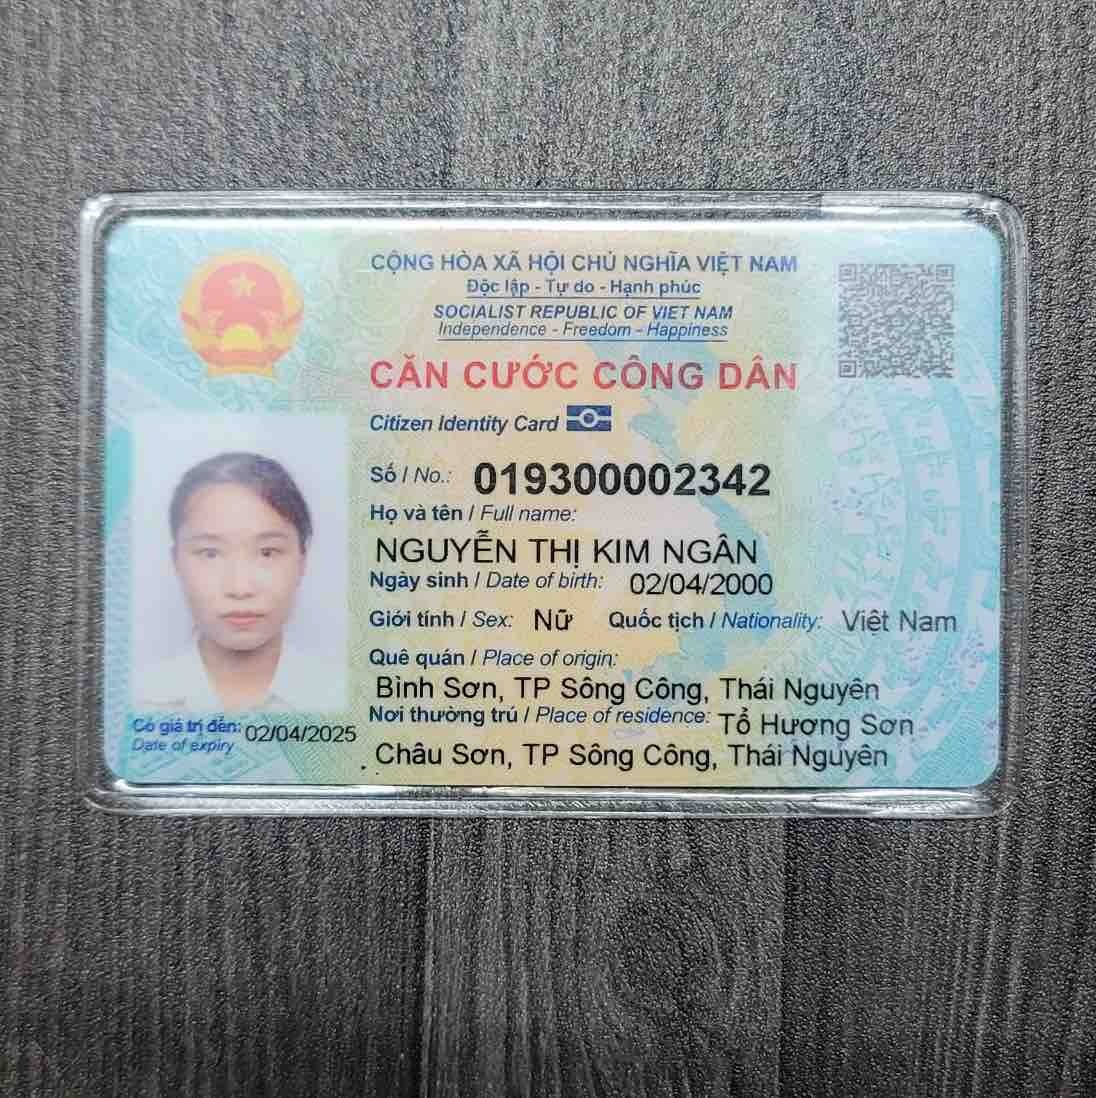 CỘNG HÒA XÃ HỘI CHỦ NGHĨA VIỆT NAM
Độc lập - Tự do - Hạnh phúc
SOCIALIST REPUBLIC OF VIET NAM
Independence - Freedom - Happiness
CĂN CƯỚC CÔNG DÂN
Citizen Identity Card
Số / No.: 019300002342
Họ và tên / Full name:
NGUYỄN THỊ KIM NGÂN
Ngày sinh / Date of birth: 02/04/2000
Giới tính / Sex: Nữ Quốc tịch / Nationality: Việt Nam
Quê quán / Place of origin:
Bình Sơn, TP Sông Công, Thái Nguyên
Nơi thường trú / Place of residence: Tổ Hương Sơn
Châu Sơn, TP Sông Công, Thái Nguyên
Có giá trị đến: 02/04/2025
Date of expiry